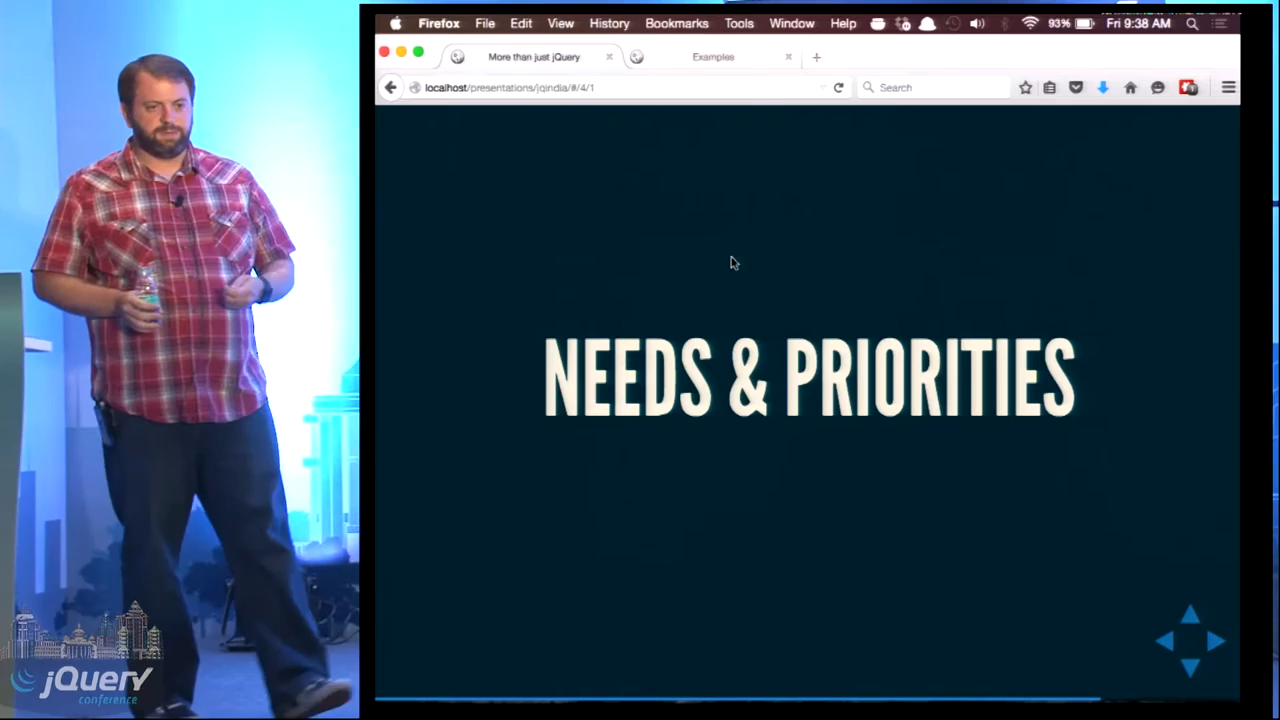 Firefox File Edit View History Bookmarks Tools Window Help 93% Fri 9:38 AM
More than just jQuery Examples
localhost/presentations/jqindia/#/4/1 Search
NEEDS & PRIORITIES
jQuery
conference